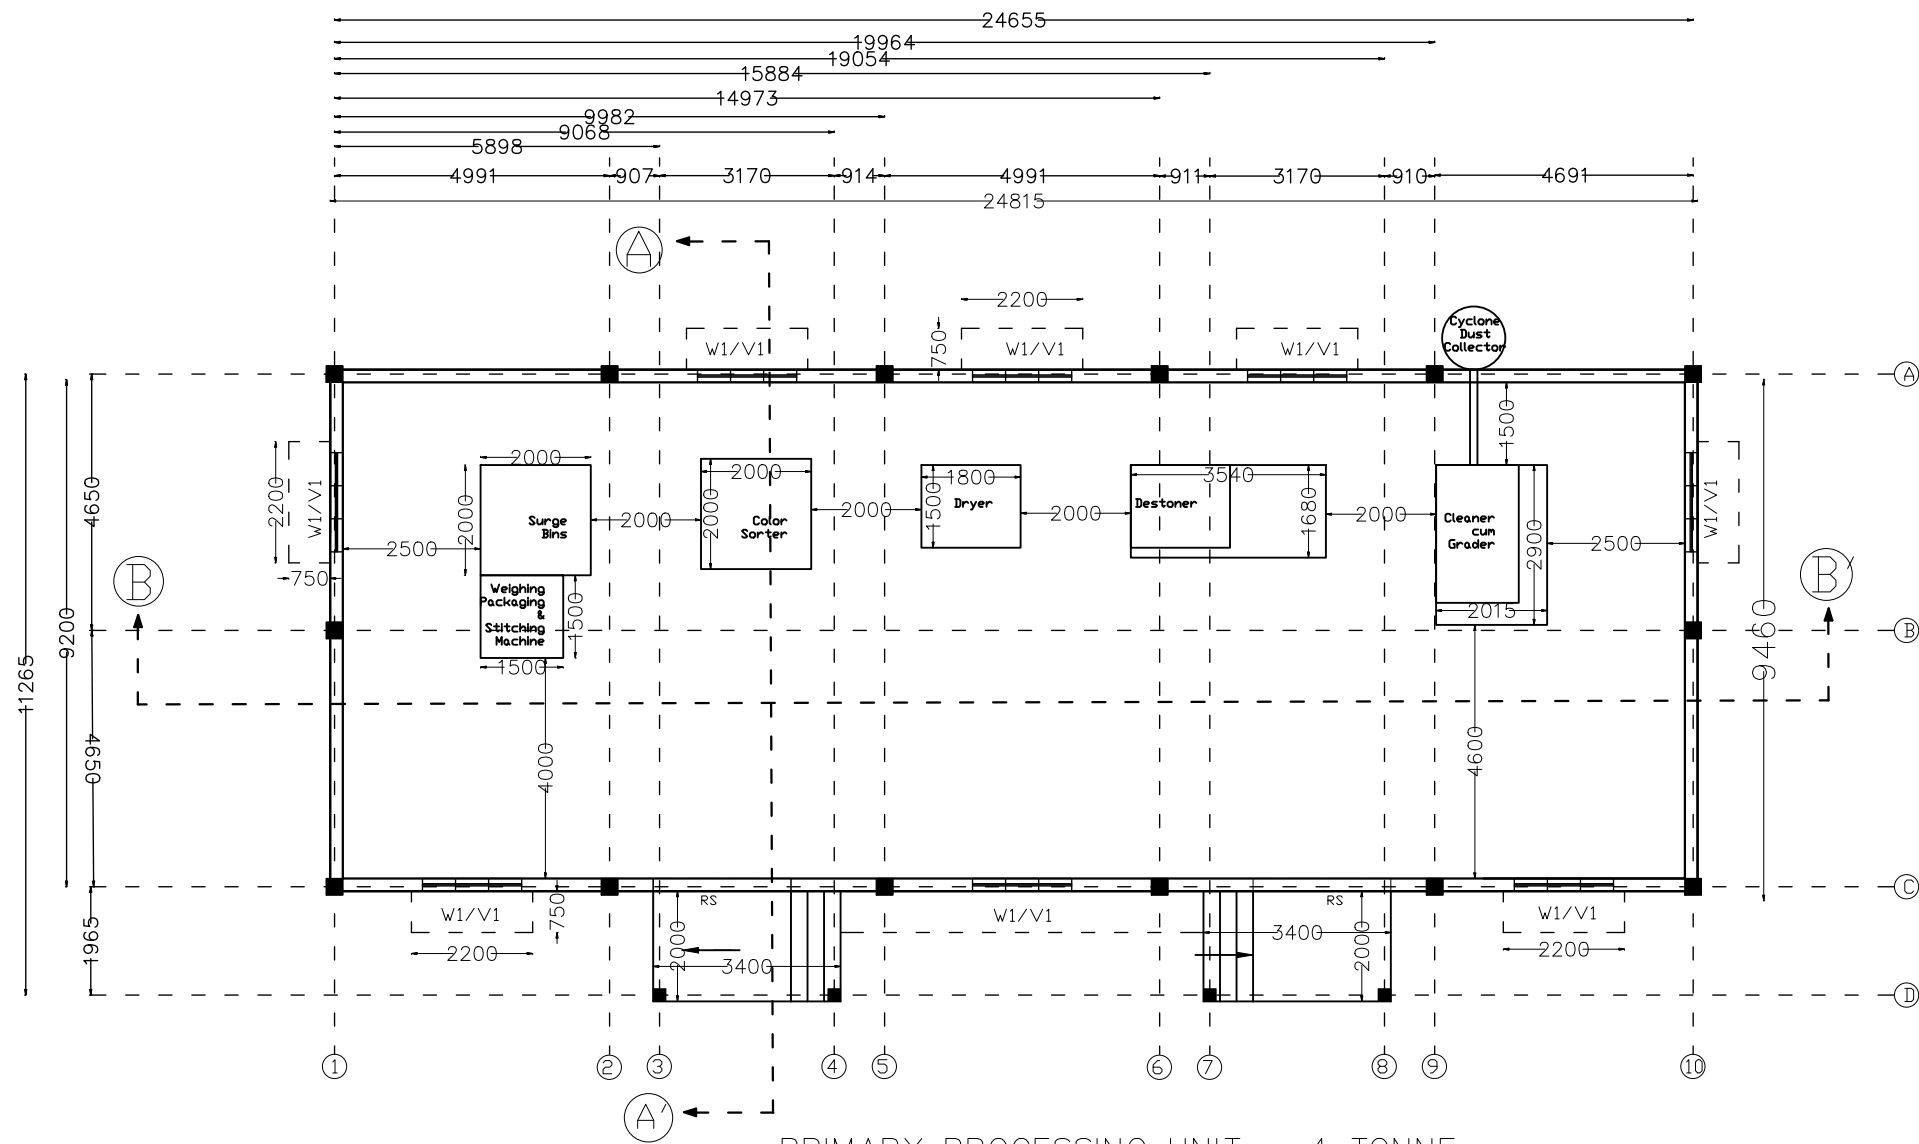 24655
19964
19054
15884
14973
9982
9068
5898
4991 907 3170 914 4991 911 3170 910 4691
24815
A
2200
W1/V1
750
W1/V1
W1/V1
Cyclone
Dust
Collector
A
1500
2200
W1/V1
750
2000
2000
Surge
Bins
2500
2000
2000
2000
Color
Sorter
2000
1800
1500
Dryer
2000
3540
1680
Destoner
2000
Cleaner
cum
Grader
2900
2015
2500
W1/V1
4650
9200
11265
4650
1965
B
B'
Weighing
Packaging
&
Stitching
Machine
1500
1500
B
9460
4000
4600
C
W1/V1
750
2200
RS
2000
3400
W1/V1
RS
3400
2000
W1/V1
2200
D
1 2 3 4 5 6 7 8 9 10
A'
PRIMARY PROCESSING UNIT - 4 TONNE